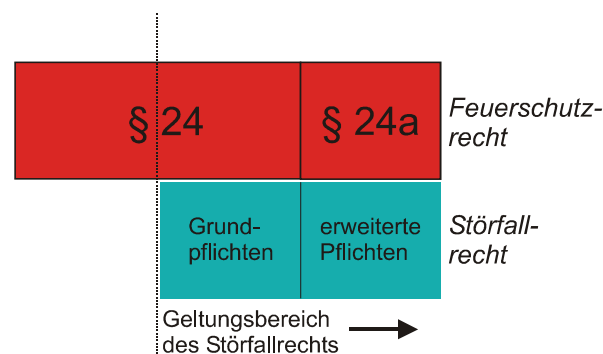 § 24
§ 24a
Feuerschutz-
recht
Grund-
pflichten
erweiterte
Pflichten
Störfall-
recht
Geltungsbereich
des Störfallrechts